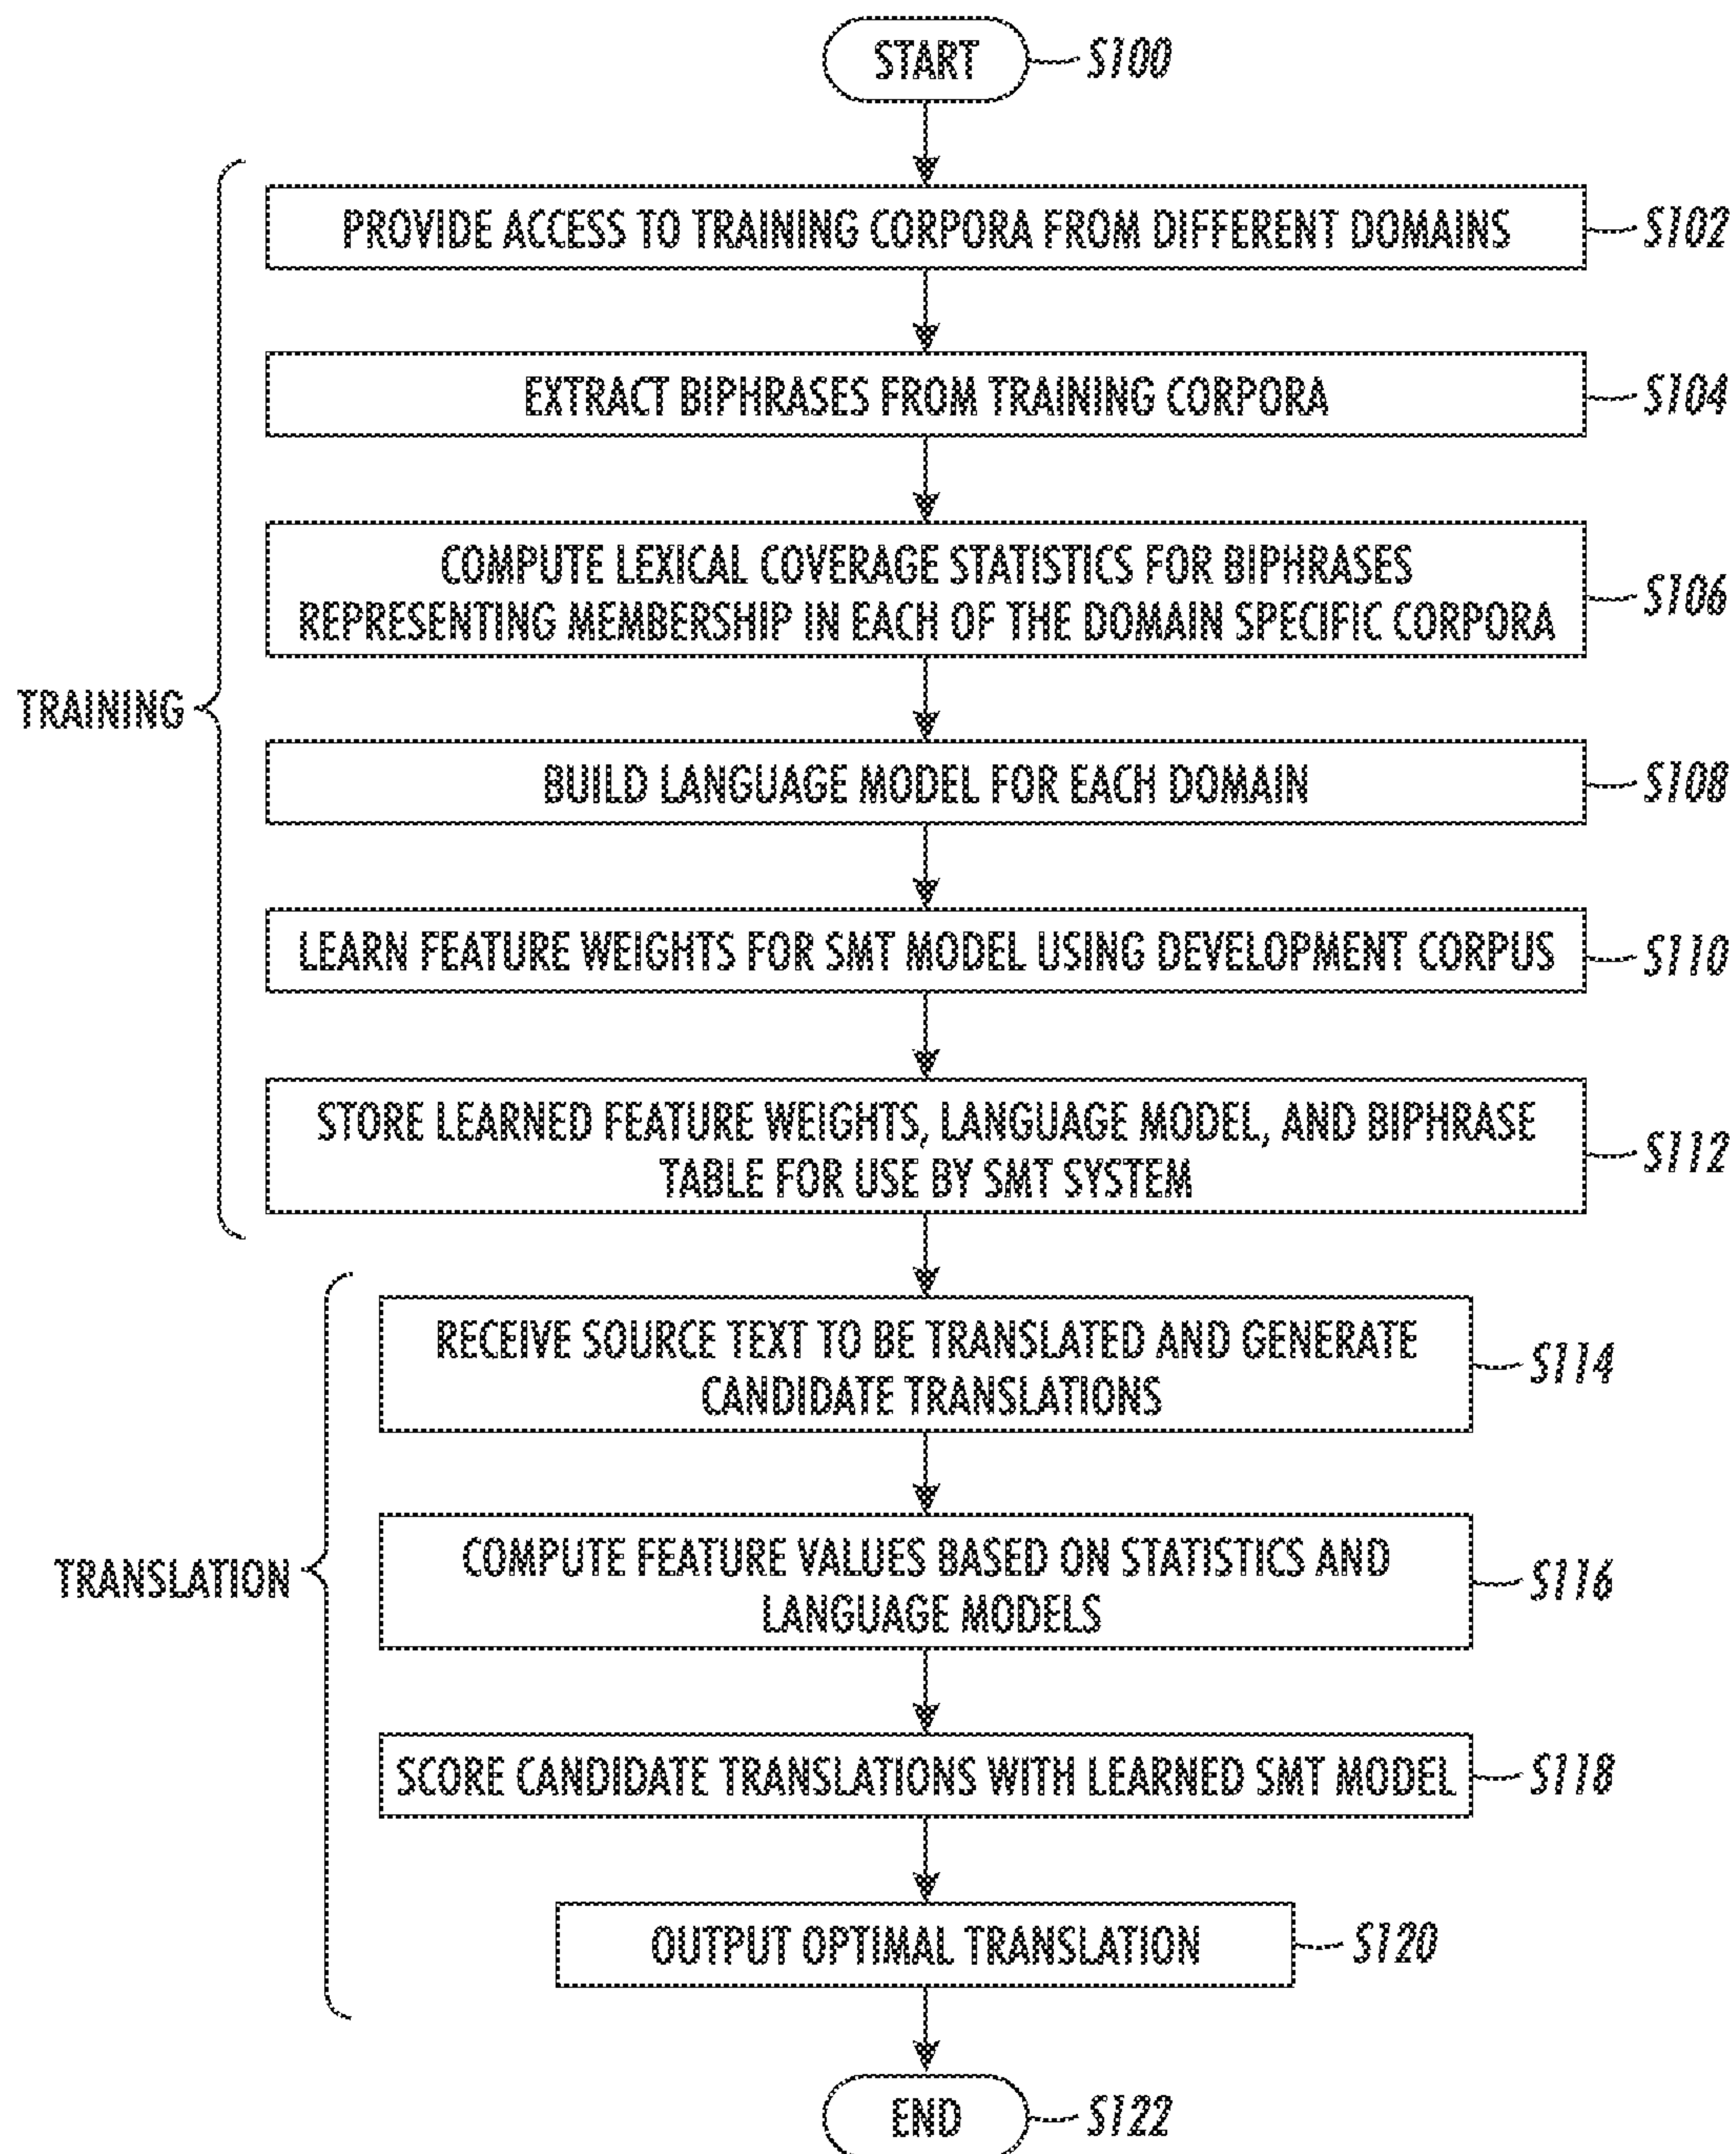 START S100
PROVIDE ACCESS TO TRAINING CORPORA FROM DIFFERENT DOMAINS S102
EXTRACT BIPHRASES FROM TRAINING CORPORA S104
COMPUTE LEXICAL COVERAGE STATISTICS FOR BIPHRASES
REPRESENTING MEMBERSHIP IN EACH OF THE DOMAIN SPECIFIC CORPORA S106
TRAINING
BUILD LANGUAGE MODEL FOR EACH DOMAIN S108
LEARN FEATURE WEIGHTS FOR SMT MODEL USING DEVELOPMENT CORPUS S110
STORE LEARNED FEATURE WEIGHTS, LANGUAGE MODEL, AND BIPHRASE
TABLE FOR USE BY SMT SYSTEM S112
RECEIVE SOURCE TEXT TO BE TRANSLATED AND GENERATE
CANDIDATE TRANSLATIONS S114
TRANSLATION
COMPUTE FEATURE VALUES BASED ON STATISTICS AND
LANGUAGE MODELS S116
SCORE CANDIDATE TRANSLATIONS WITH LEARNED SMT MODEL S118
OUTPUT OPTIMAL TRANSLATION S120
END S122